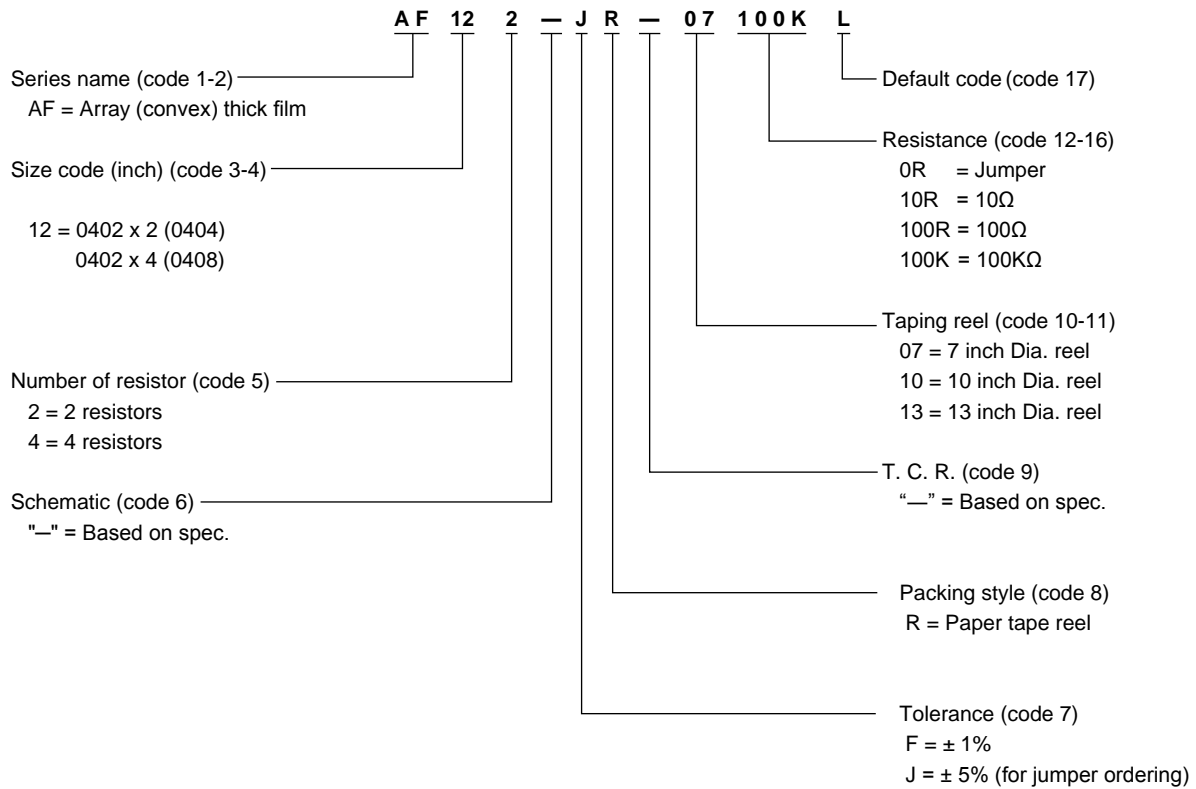 AF 12 2 — J R — 07 100K L
Series name (code 1-2)
AF = Array (convex) thick film
Size code (inch) (code 3-4)
12 = 0402 x 2 (0404)
0402 x 4 (0408)
Number of resistor (code 5)
2 = 2 resistors
4 = 4 resistors
Schematic (code 6)
"—" = Based on spec.
Default code (code 17)
Resistance (code 12-16)
0R = Jumper
10R = 10Ω
100R = 100Ω
100K = 100KΩ
Taping reel (code 10-11)
07 = 7 inch Dia. reel
10 = 10 inch Dia. reel
13 = 13 inch Dia. reel
T. C. R. (code 9)
“—” = Based on spec.
Packing style (code 8)
R = Paper tape reel
Tolerance (code 7)
F = ± 1%
J = ± 5% (for jumper ordering)